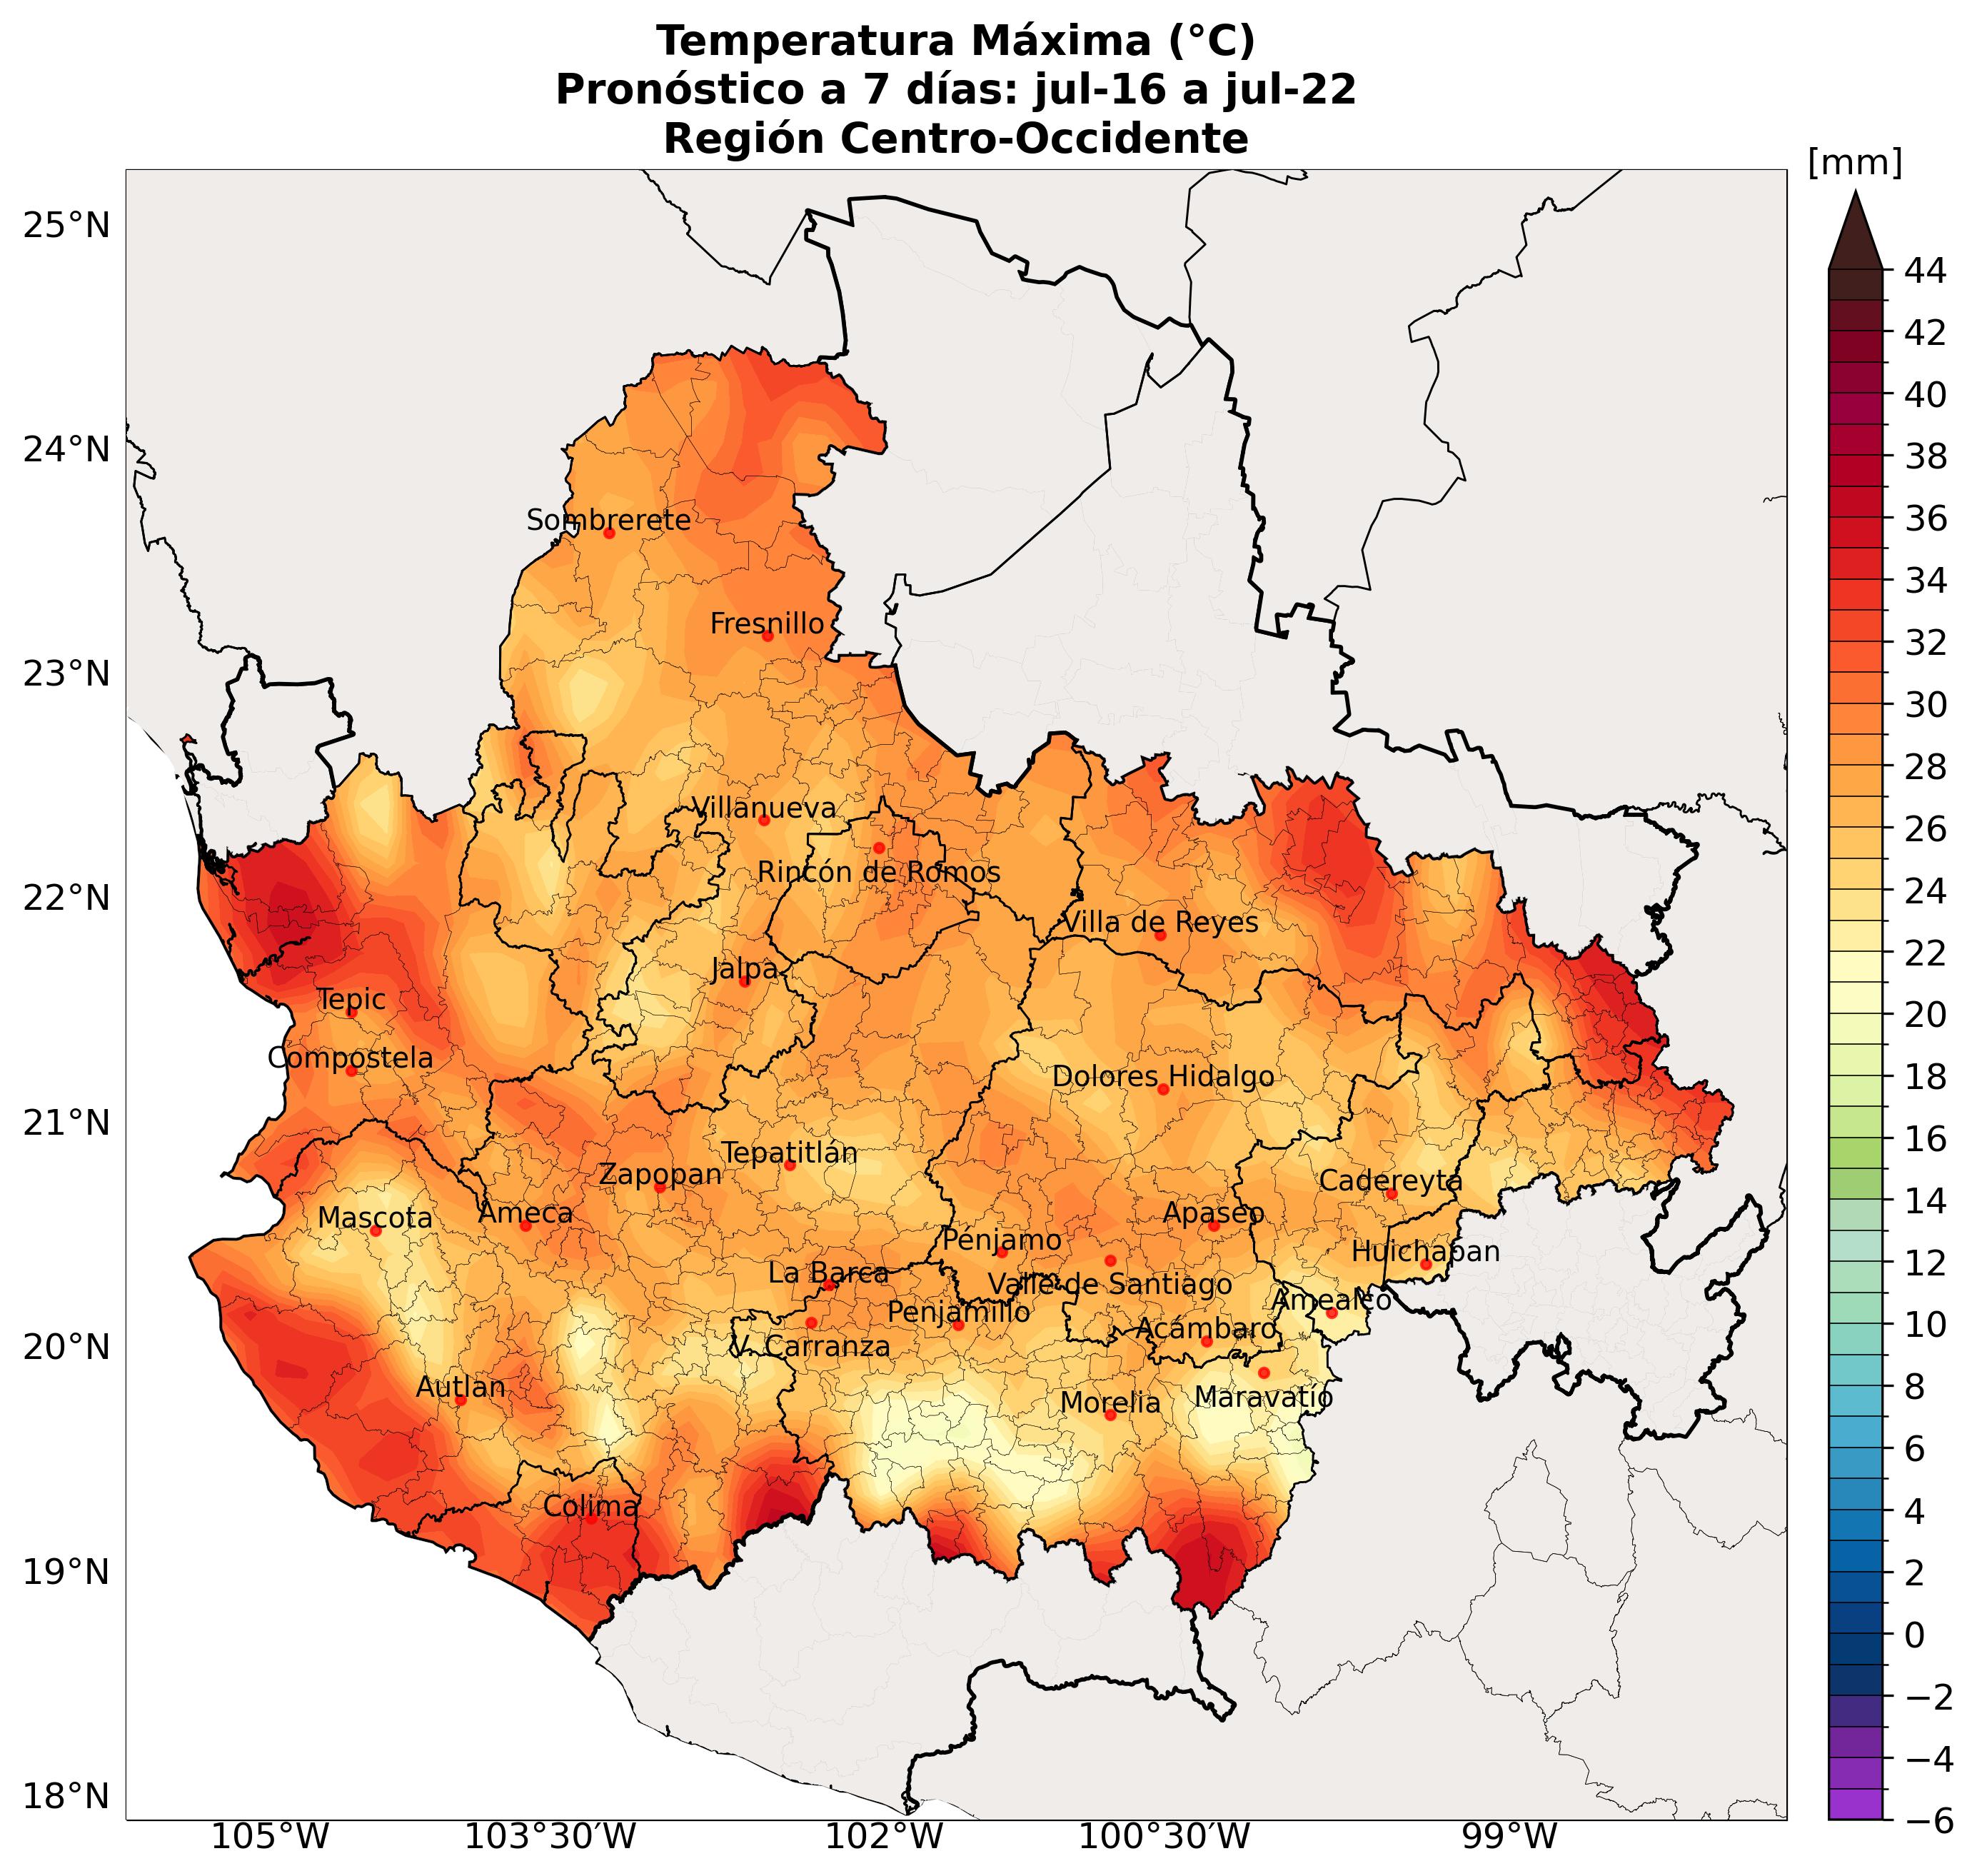 Temperatura Máxima (°C)
Pronóstico a 7 días: jul-16 a jul-22
Región Centro-Occidente
[mm]
25°N
24°N
23°N
22°N
21°N
20°N
19°N
18°N
Sombrerete
Fresnillo
Villanueva
Rincón de Romos
Villa de Reyes
Jalpa
Tepic
Compostela
Dolores Hidalgo
Tepatitlán
Zapopan
Cadereyta
Mascota
Ameca
Apaseo
Pénjamo
Huichapan
La Barca
Valle de Santiago
Amealco
Penjamillo
Acámbaro
V. Carranza
Autlan
Maravatío
Morelia
Colima
105°W
103°30′W
102°W
100°30′W
99°W
44
42
40
38
36
34
32
30
28
26
24
22
20
18
16
14
12
10
8
6
4
2
0
−2
−4
−6